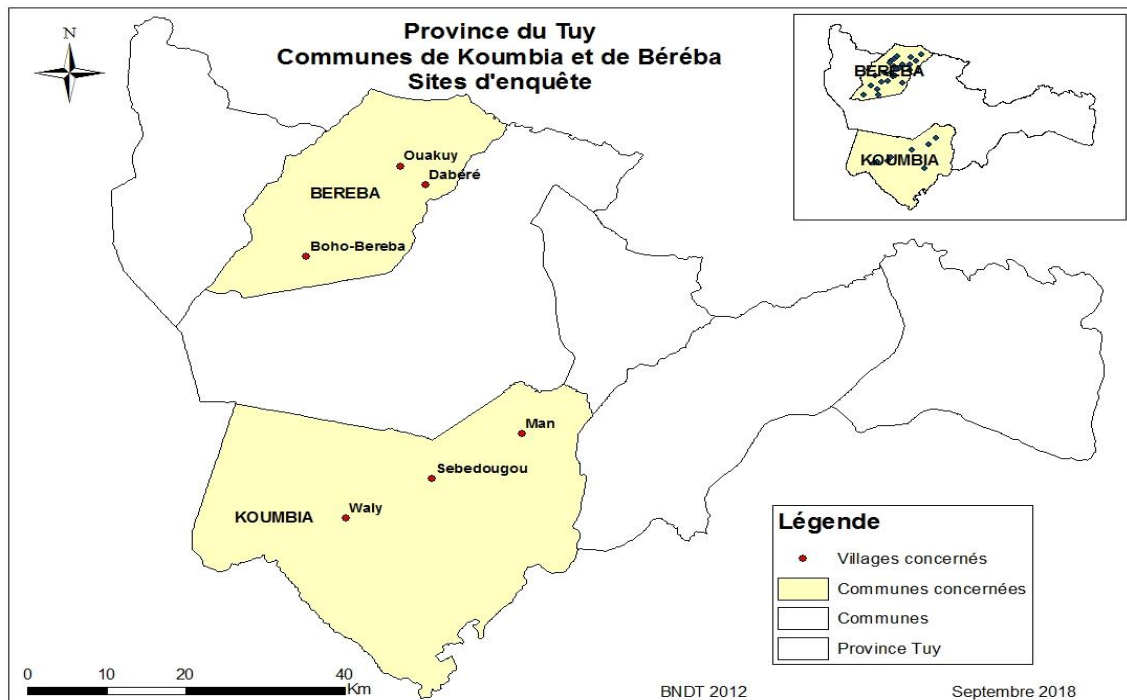 Province du Tuy
Communes de Koumbia et de Béréba
Sites d'enquête
N
BEREBA
KOUMBIA
Ouakuy
Daberé
BEREBA
Boho-Bereba
Man
Sebedougou
Waly
KOUMBIA
Légende
Villages concernés
Communes concernées
Communes
Province Tuy
0 10 20 40
Km
BNDT 2012
Septembre 2018